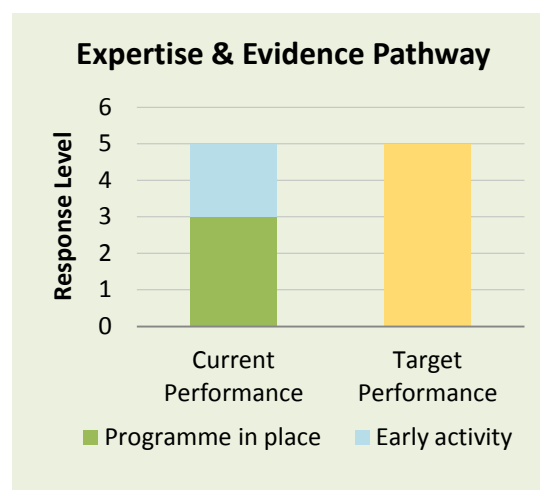 Expertise & Evidence Pathway
Response Level
6
5
4
3
2
1
0
Current Performance
Target Performance
Programme in place
Early activity